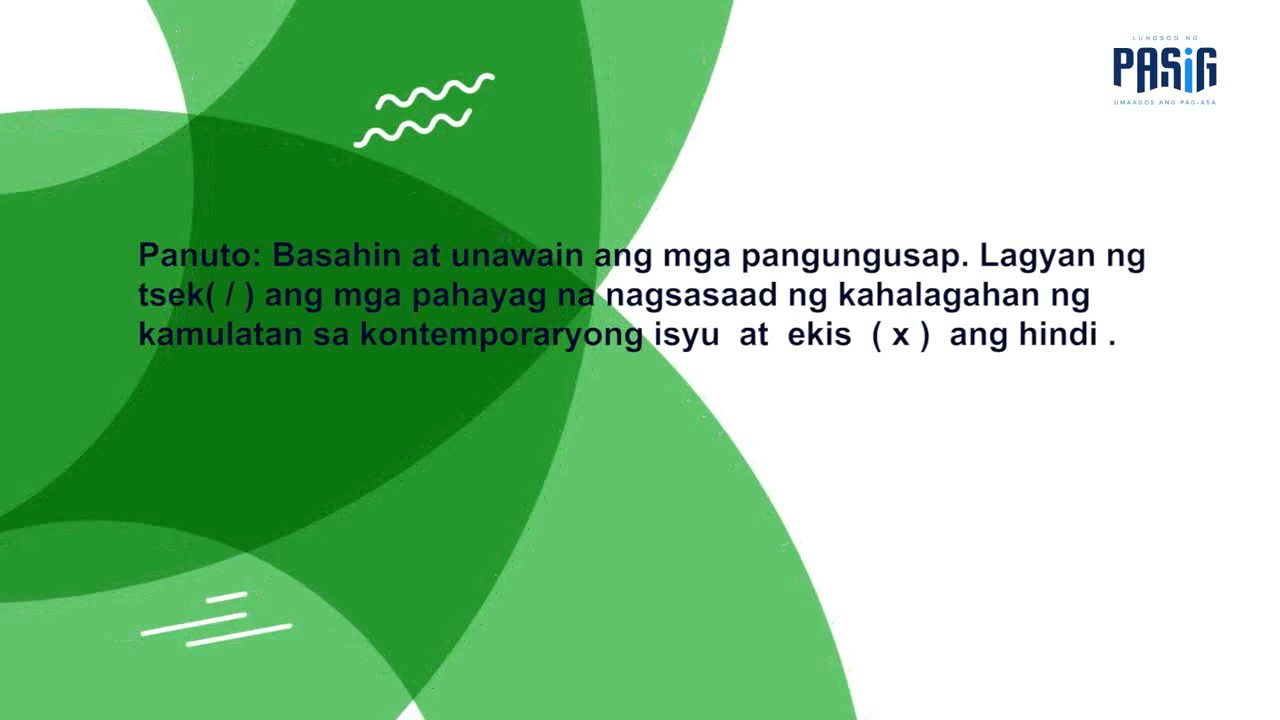 LUNGSOD NG
PASiG
UMAAGOS ANG PAG-ASA
Panuto: Basahin at unawain ang mga pangungusap. Lagyan ng
tsek( / ) ang mga pahayag na nagsasaad ng kahalagahan ng
kamulatan sa kontemporaryong isyu at ekis ( x ) ang hindi .